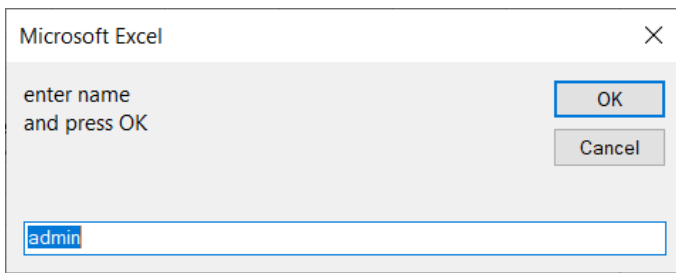 Microsoft Excel
enter name
and press OK
OK
Cancel
admin